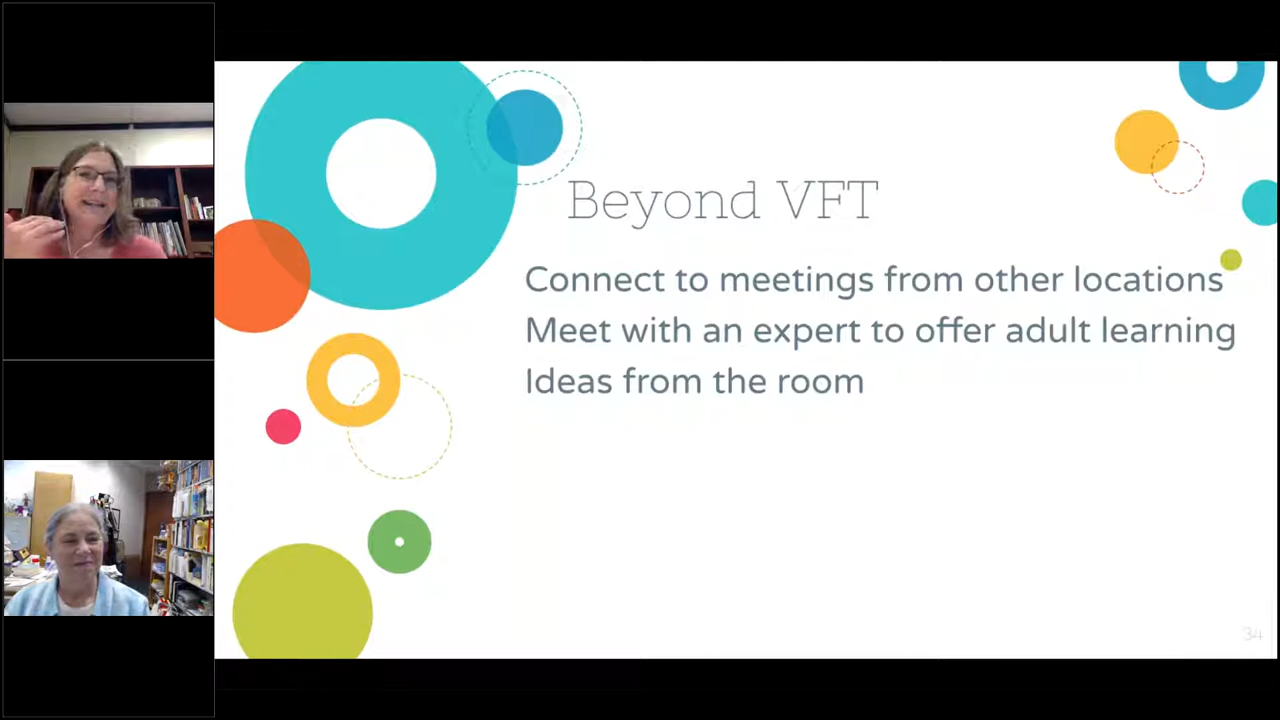 Beyond VFT
Connect to meetings from other locations
Meet with an expert to offer adult learning
Ideas from the room
34